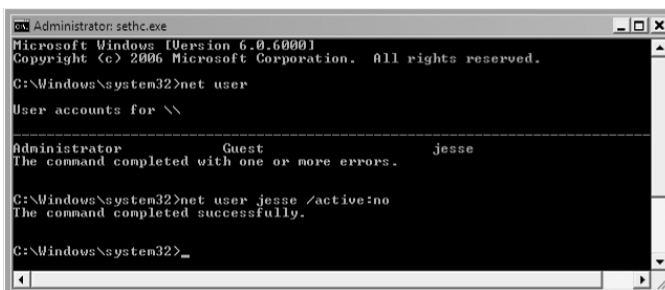 Administrator: sethc.exe
Microsoft Windows [Version 6.0.6000]
Copyright (c) 2006 Microsoft Corporation.  All rights reserved.
C:\Windows\system32>net user
User accounts for \\
-------------------------------------------------------------------------------
Administrator            Guest                    jesse
The command completed with one or more errors.
C:\Windows\system32>net user jesse /active:no
The command completed successfully.
C:\Windows\system32>_